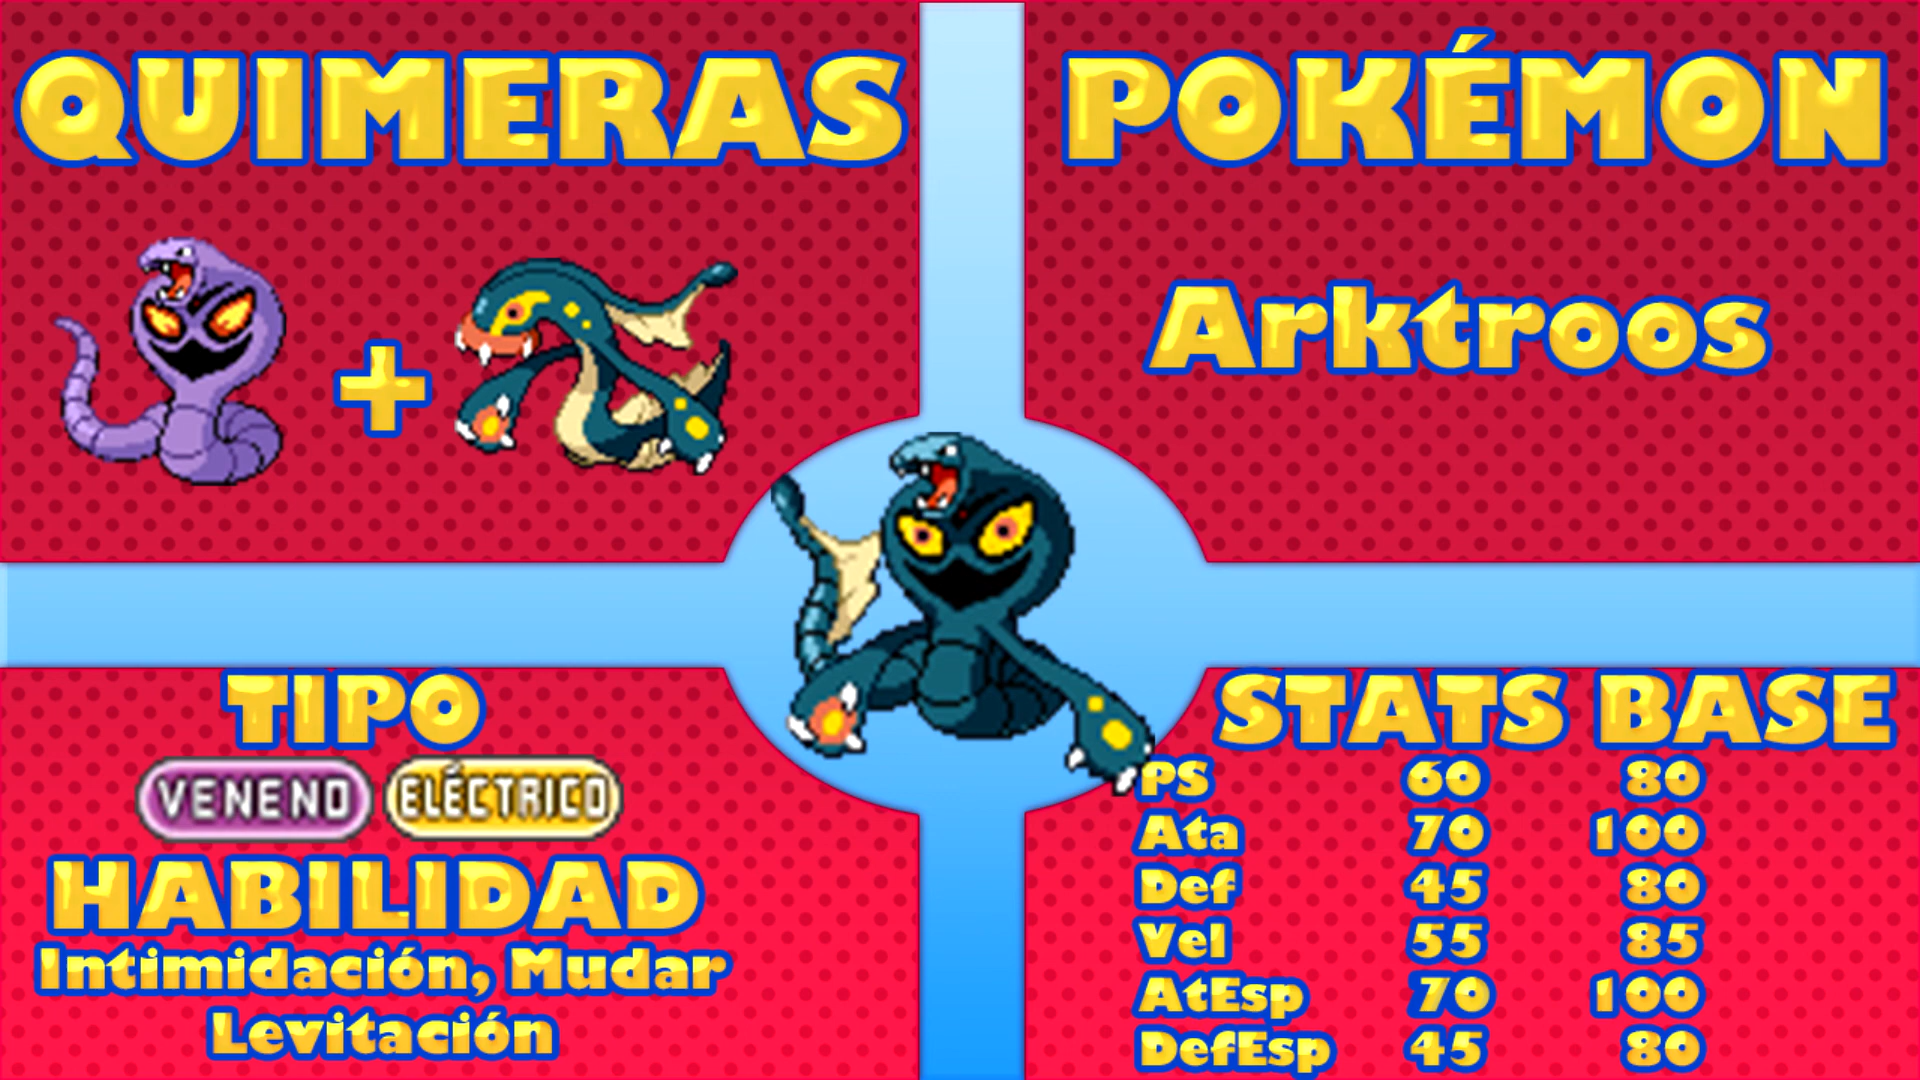 QUIMERAS POKÉMON
+
Arktroos
TIPO
VENENO ELÉCTRICO
HABILIDAD
Intimidación, Mudar
Levitación
STATS BASE
PS 60 80
Ata 70 100
Def 45 80
Vel 55 85
AtEsp 70 100
DefEsp 45 80